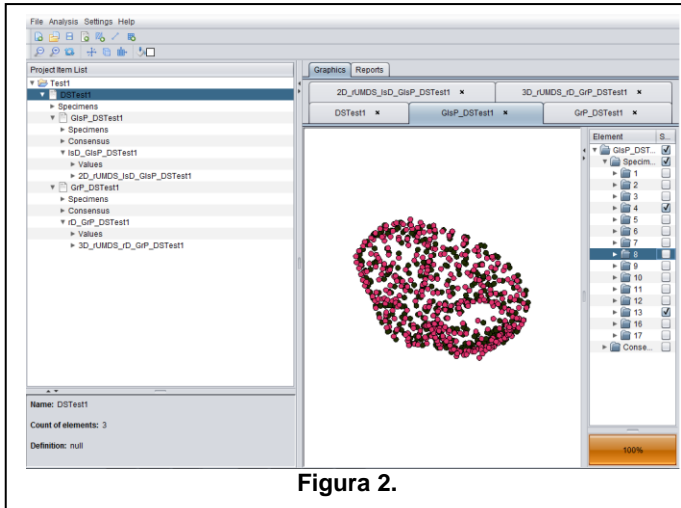 File Analysis Settings Help
Project Item List
Test1
DSTest1
Specimens
GlsP_DSTest1
Specimens
Consensus
lsD_GlsP_DSTest1
Values
2D_rUMDS_lsD_GlsP_DSTest1
GrP_DSTest1
Specimens
Consensus
rD_GrP_DSTest1
Values
3D_rUMDS_rD_GrP_DSTest1
Name: DSTest1
Count of elements: 3
Definition: null
Graphics Reports
2D_rUMDS_lsD_GlsP_DSTest1 × 3D_rUMDS_rD_GrP_DSTest1 ×
DSTest1 × GlsP_DSTest1 × GrP_DSTest1 ×
Element S...
GlsP_DST...
Specim...
1
2
3
4
5
6
7
8
9
10
11
12
13
16
17
Conse...
100%
Figura 2.